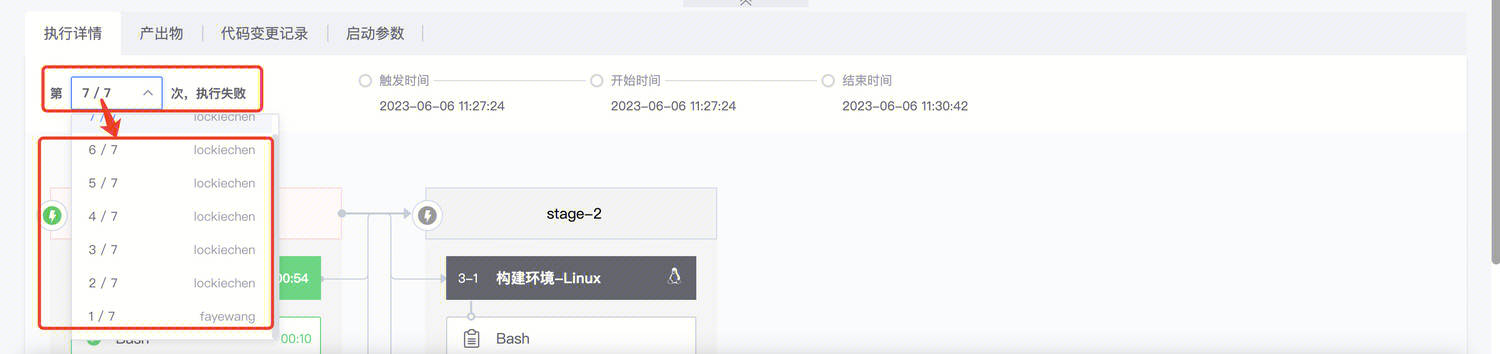 执行详情 产出物 代码变更记录 启动参数
第 7 / 7 次，执行失败
触发时间 开始时间 结束时间
2023-06-06 11:27:24 2023-06-06 11:27:24 2023-06-06 11:30:42
7 / 7 lockiechen
6 / 7 lockiechen
5 / 7 lockiechen
4 / 7 lockiechen
3 / 7 lockiechen
2 / 7 lockiechen
1 / 7 fayewang
stage-2
00:54
3-1 构建环境-Linux
Bash 00:10
Bash